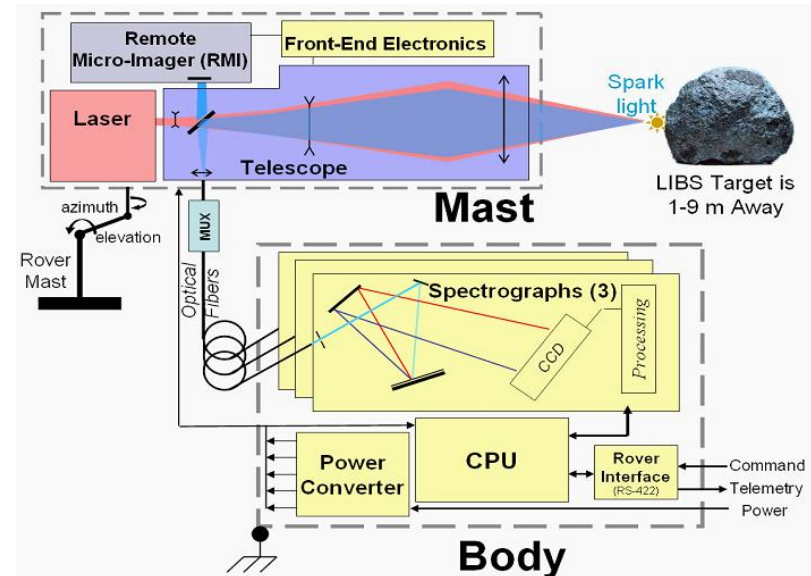 Remote
Micro-Imager (RMI)
Front-End Electronics
Laser
Telescope
Spark
light
LIBS Target is
1-9 m Away
Mast
azimuth
elevation
Rover
Mast
MUX
Optical
Fibers
Spectrographs (3)
CCD
Processing
Power
Converter
CPU
Rover
Interface
(RS-422)
Command
Telemetry
Power
Body